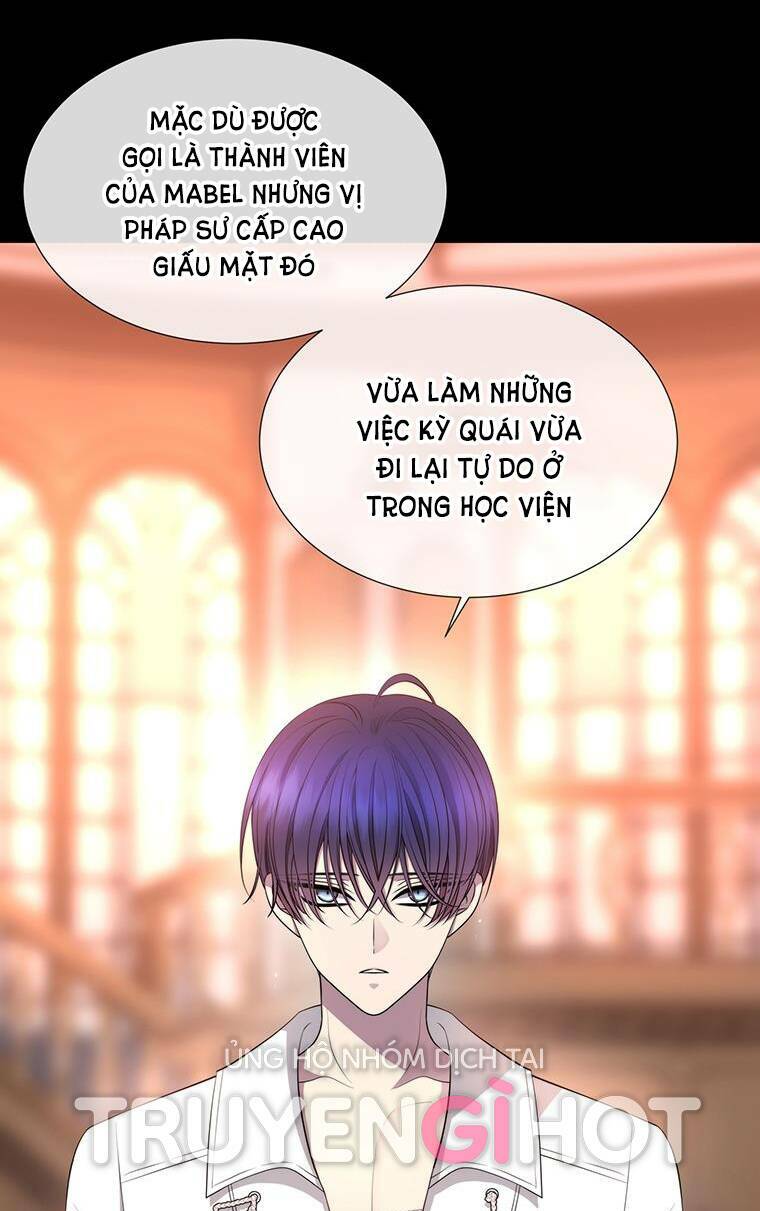 MẶC DÙ ĐƯỢC
GỌI LÀ THÀNH VIÊN
CỦA MABEL NHƯNG VỊ
PHÁP SƯ CẤP CAO
GIẤU MẶT ĐÓ
VỪA LÀM NHỮNG
VIỆC KỲ QUÁI VỪA
ĐI LẠI TỰ DO Ở
TRONG HỌC VIỆN
ỦNG HỘ NHÓM DỊCH TẠI
TRUYENGIHOT